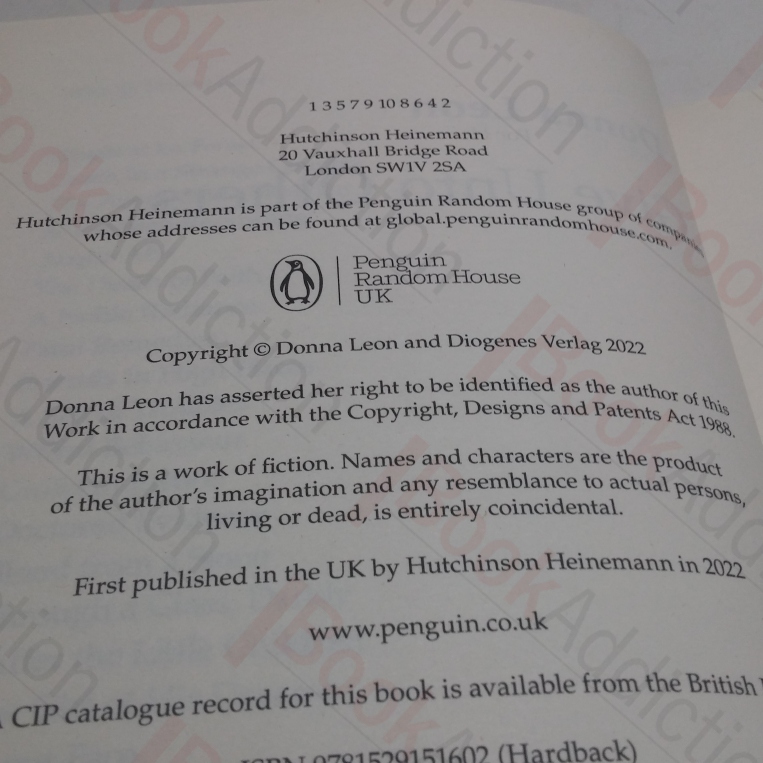 1 3 5 7 9 10 8 6 4 2
Hutchinson Heinemann
20 Vauxhall Bridge Road
London SW1V 2SA
Hutchinson Heinemann is part of the Penguin Random House group of companies
whose addresses can be found at global.penguinrandomhouse.com.
Penguin
Random House
UK
Copyright © Donna Leon and Diogenes Verlag 2022
Donna Leon has asserted her right to be identified as the author of this
Work in accordance with the Copyright, Designs and Patents Act 1988.
This is a work of fiction. Names and characters are the product
of the author's imagination and any resemblance to actual persons,
living or dead, is entirely coincidental.
First published in the UK by Hutchinson Heinemann in 2022
www.penguin.co.uk
CIP catalogue record for this book is available from the British
ISBN 9781529151602 (Hardback)
BookAddiction